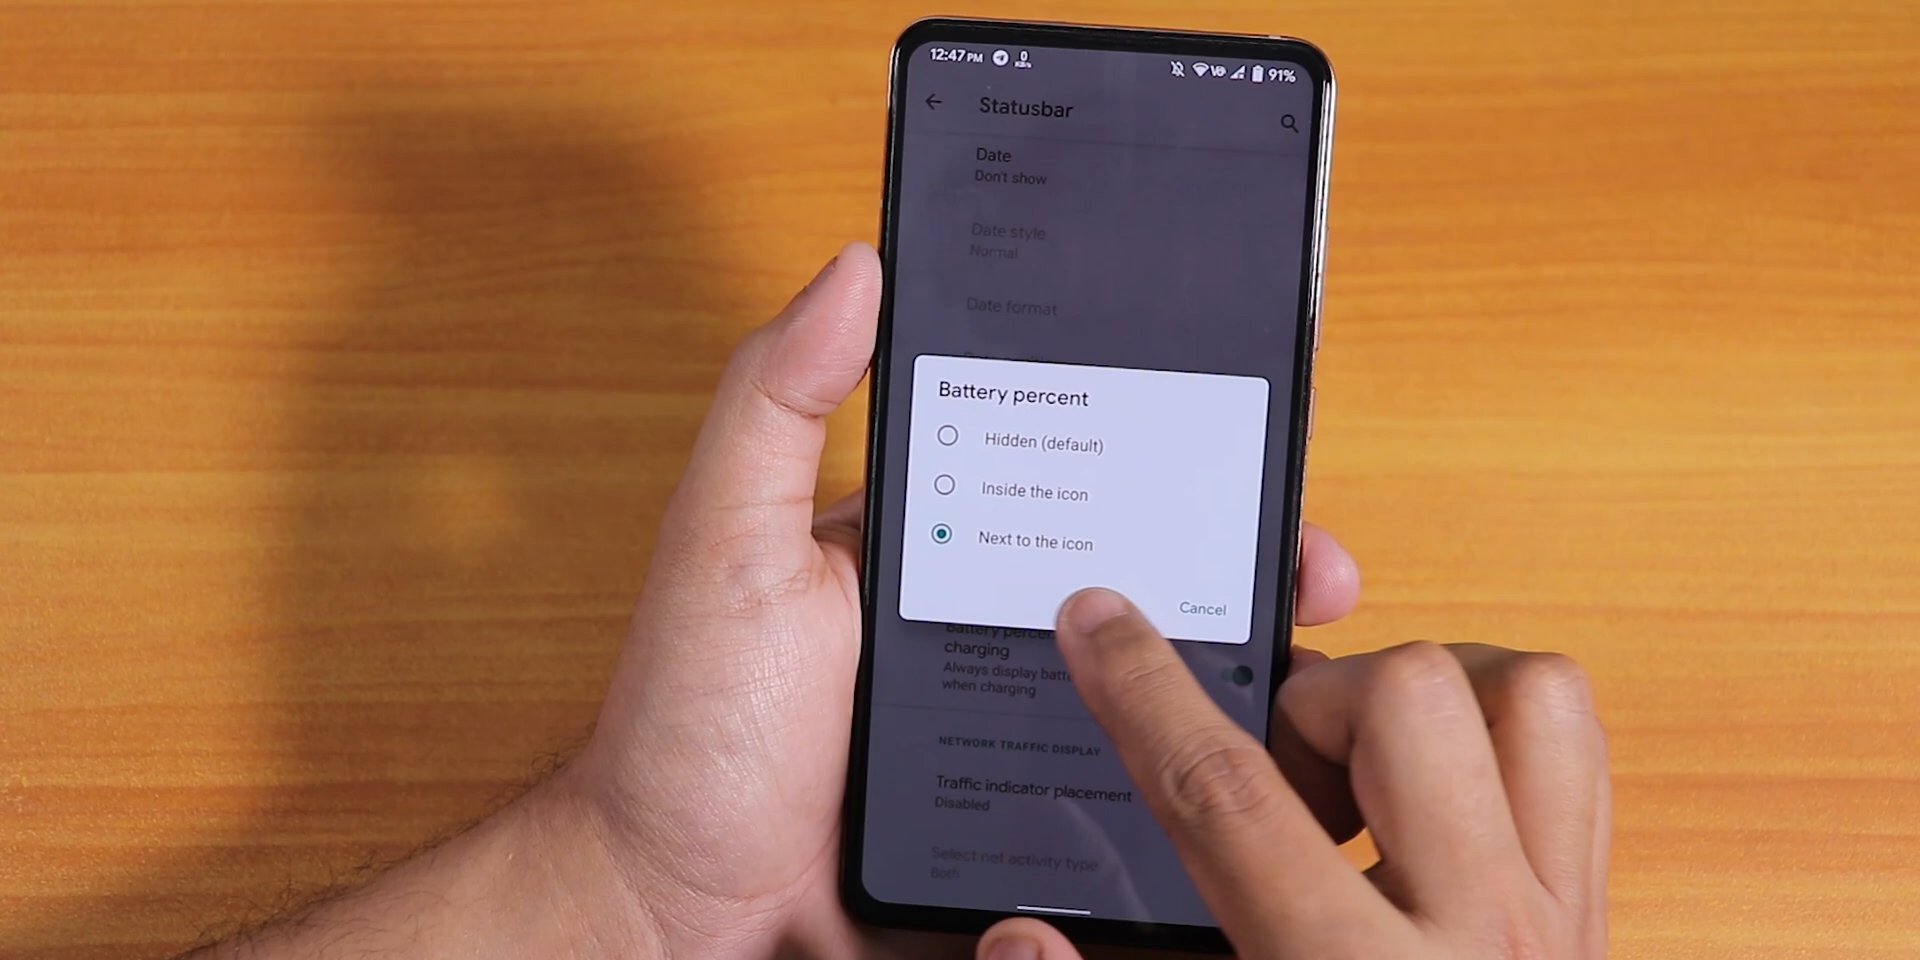 12:47 PM 0 KB/s 91%
Statusbar
Date
Don't show
Date style
Normal
Date format
Battery percent
Hidden (default)
Inside the icon
Next to the icon
Cancel
Battery
charging
Always display
when charging
NETWORK TRAFFIC DISPLAY
Traffic indicator placement
Disabled
Select net activity type
Both